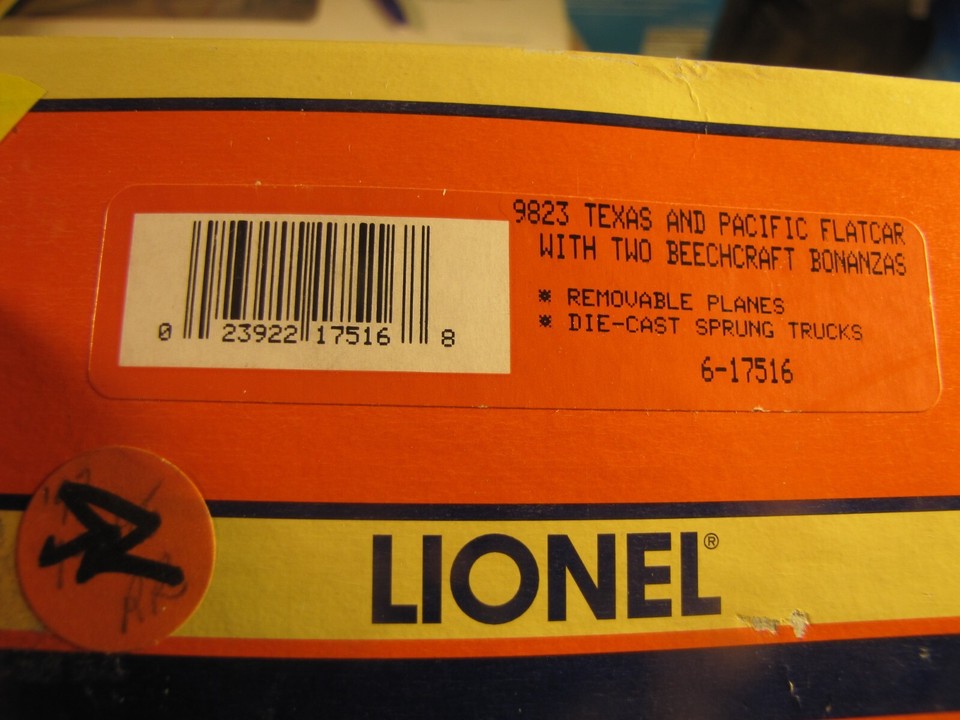 9823 TEXAS AND PACIFIC FLATCAR
WITH TWO BEECHCRAFT BONANZAS
* REMOVABLE PLANES
* DIE-CAST SPRUNG TRUCKS
6-17516
0 23922 17516 8
LIONEL®